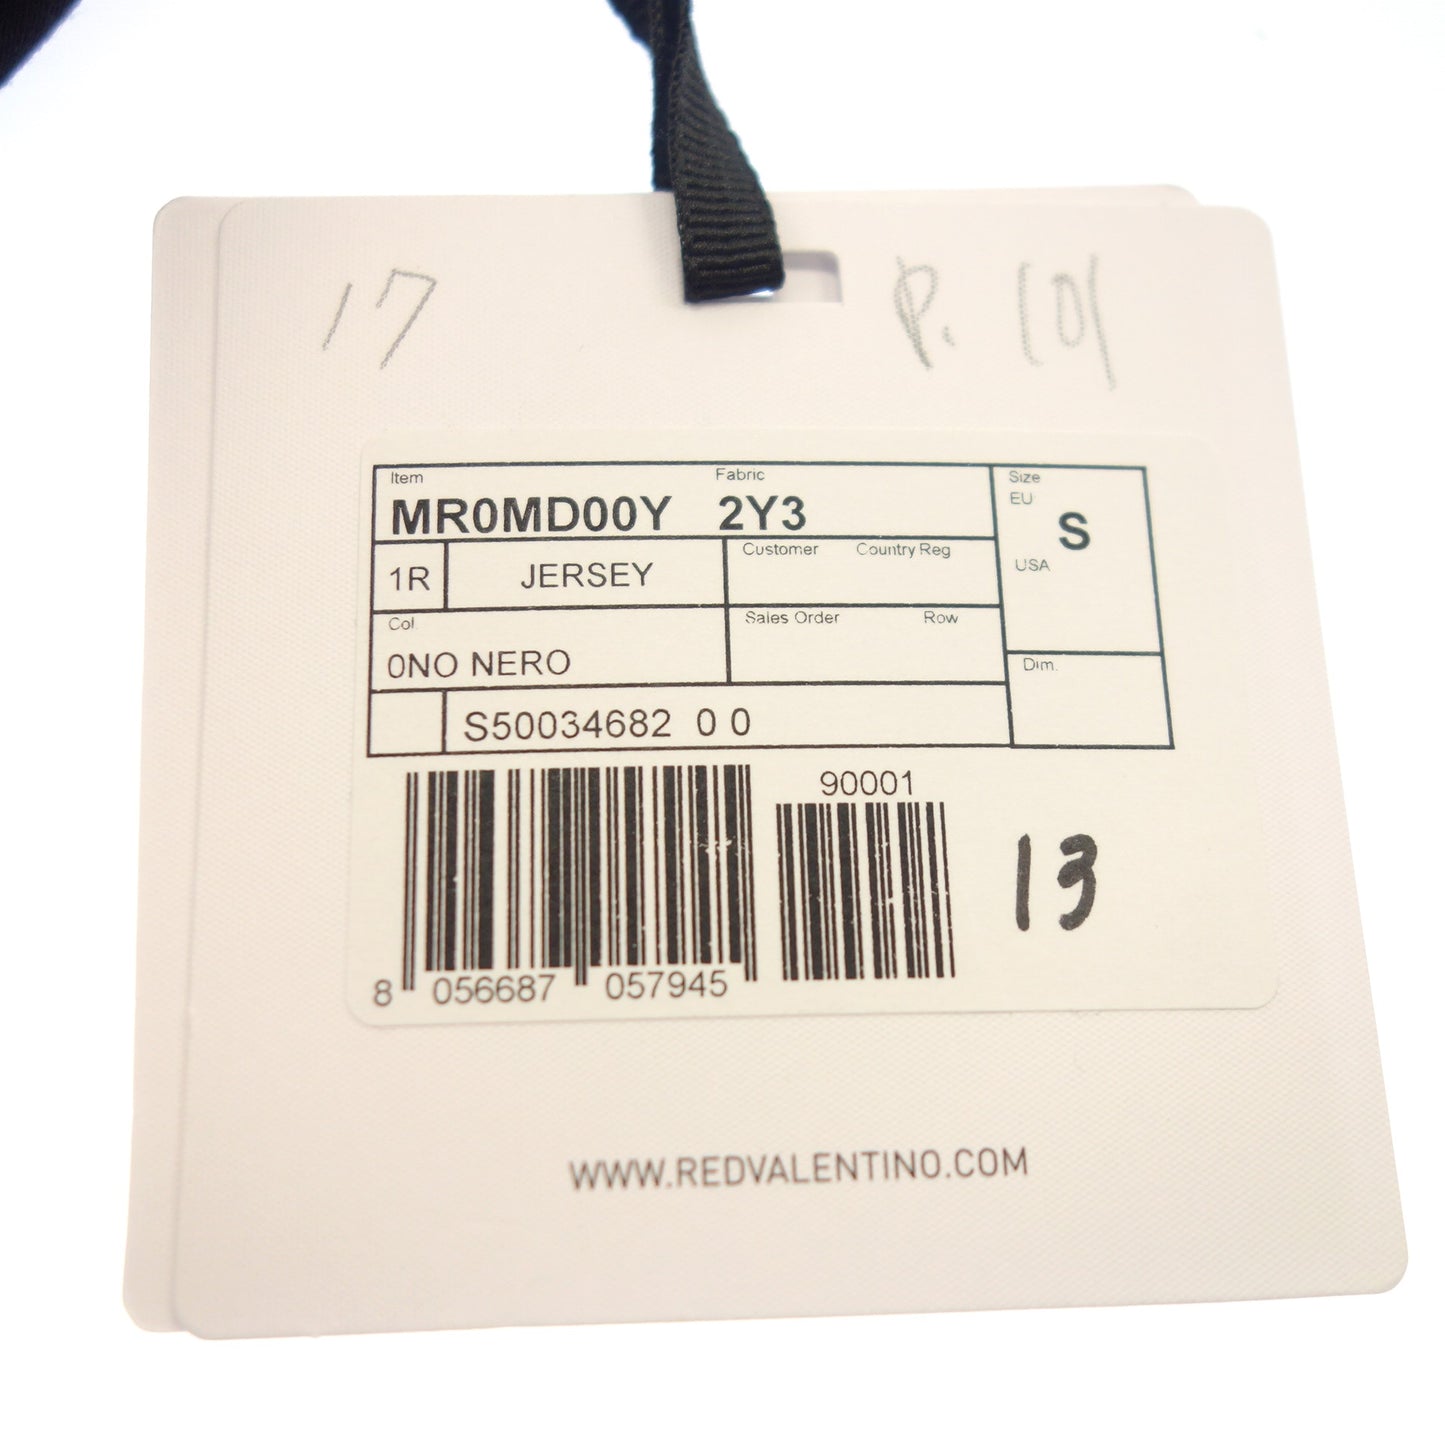 17 P. 101
Item Fabric Size
MR0MD00Y 2Y3 EU S
1R JERSEY Customer Country Reg USA
Col. Sales Order Row
0NO NERO Dim.
S50034682 0 0
90001
13
8 056687 057945
WWW.REDVALENTINO.COM